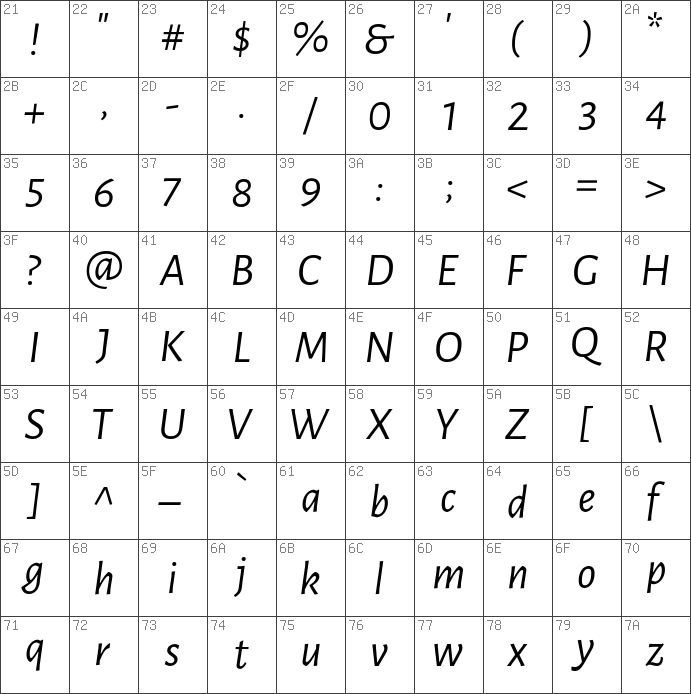 21 22 23 24 25 26 27 28 29 2A
! " # $ % & ' ( ) *
2B 2C 2D 2E 2F 30 31 32 33 34
+ , - . / 0 1 2 3 4
35 36 37 38 39 3A 3B 3C 3D 3E
5 6 7 8 9 : ; < = >
3F 40 41 42 43 44 45 46 47 48
? @ A B C D E F G H
49 4A 4B 4C 4D 4E 4F 50 51 52
I J K L M N O P Q R
53 54 55 56 57 58 59 5A 5B 5C
S T U V W X Y Z [ \
5D 5E 5F 60 61 62 63 64 65 66
] ^ _ ` a b c d e f
67 68 69 6A 6B 6C 6D 6E 6F 70
g h i j k l m n o p
71 72 73 74 75 76 77 78 79 7A
q r s t u v w x y z